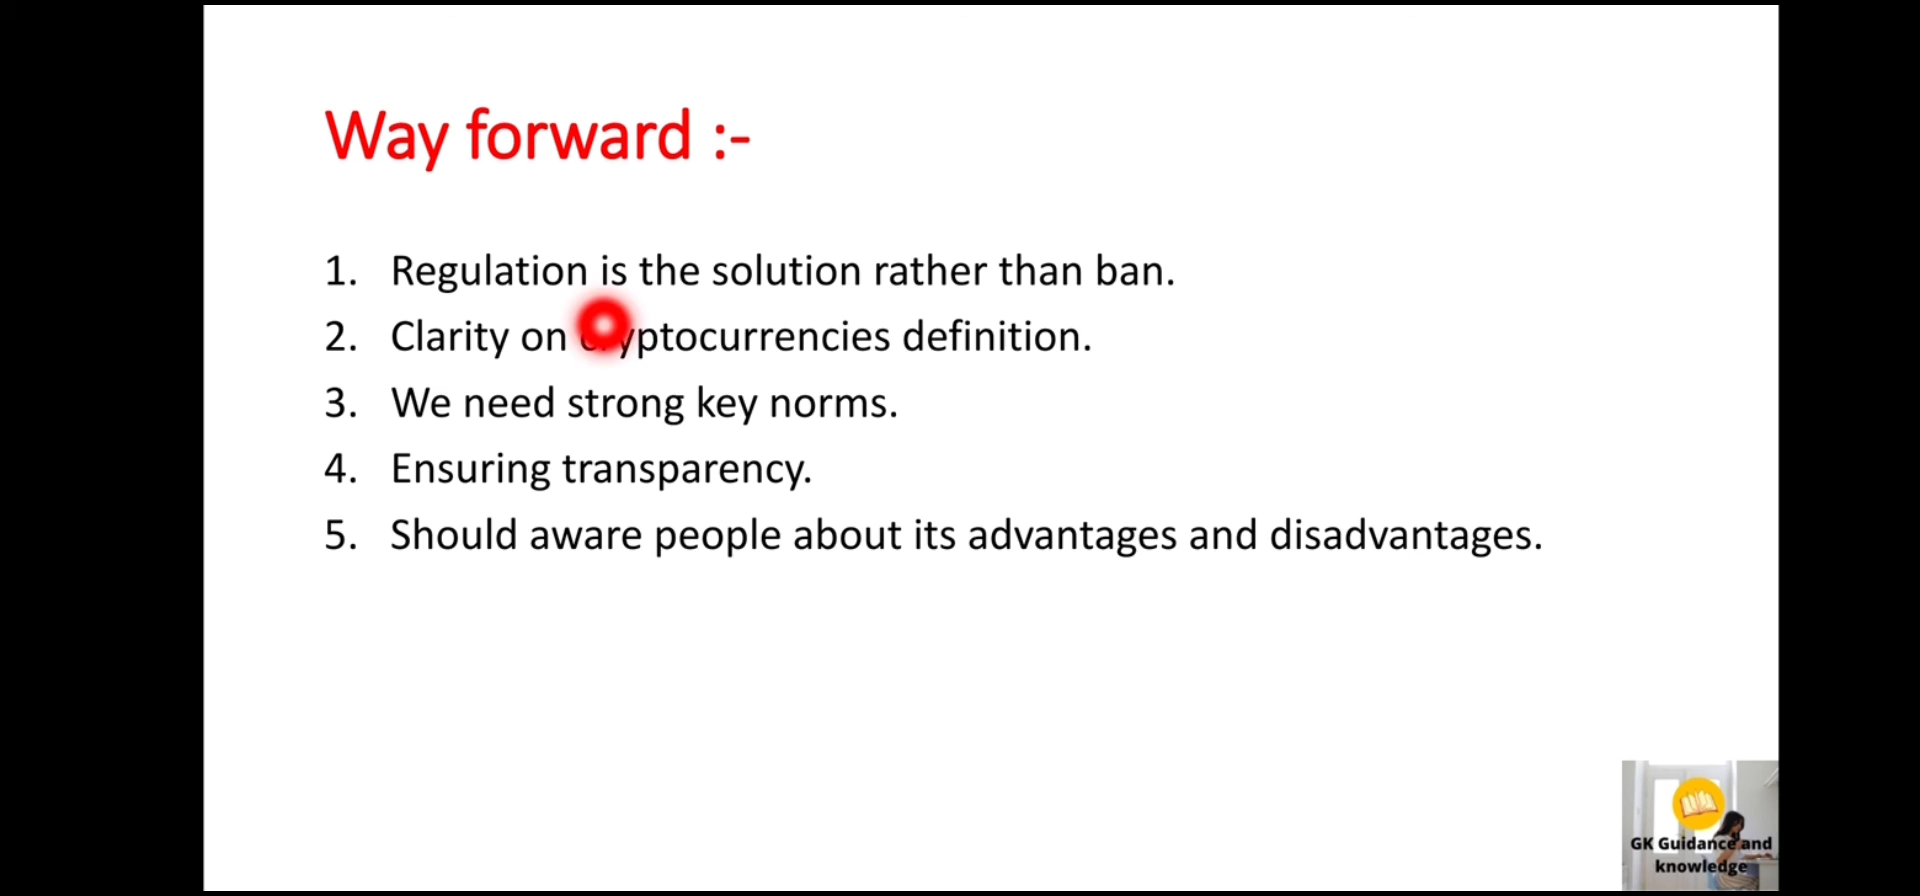 Way forward :-
1. Regulation is the solution rather than ban.
2. Clarity on cryptocurrencies definition.
3. We need strong key norms.
4. Ensuring transparency.
5. Should aware people about its advantages and disadvantages.
GK Guidance and
knowledge